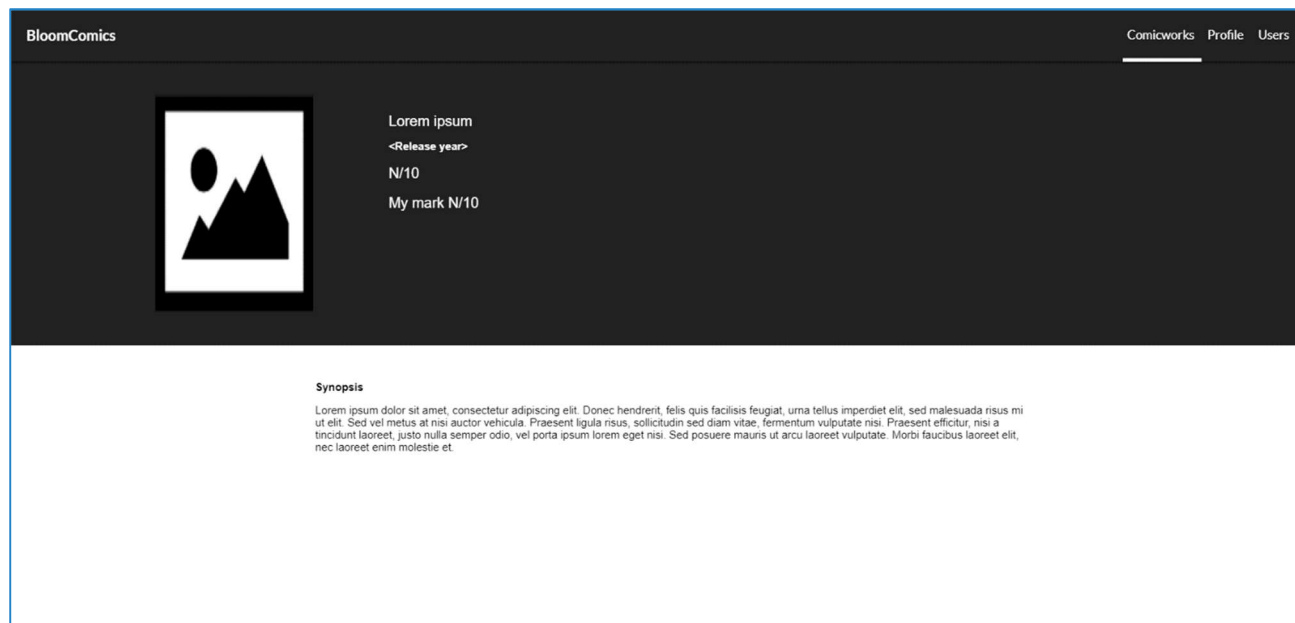 BloomComics
Comicworks Profile Users
Lorem ipsum
<Release year>
N/10
My mark N/10
Synopsis
Lorem ipsum dolor sit amet, consectetur adipiscing elit. Donec hendrerit, felis quis facilisis feugiat, urna tellus imperdiet elit, sed malesuada risus mi
ut elit. Sed vel metus at nisi auctor vehicula. Praesent ligula risus, sollicitudin sed diam vitae, fermentum vulputate nisi. Praesent efficitur, nisi a
tincidunt laoreet, justo nulla semper odio, vel porta ipsum lorem eget nisi. Sed posuere mauris ut arcu laoreet vulputate. Morbi faucibus laoreet elit,
nec laoreet enim molestie et.